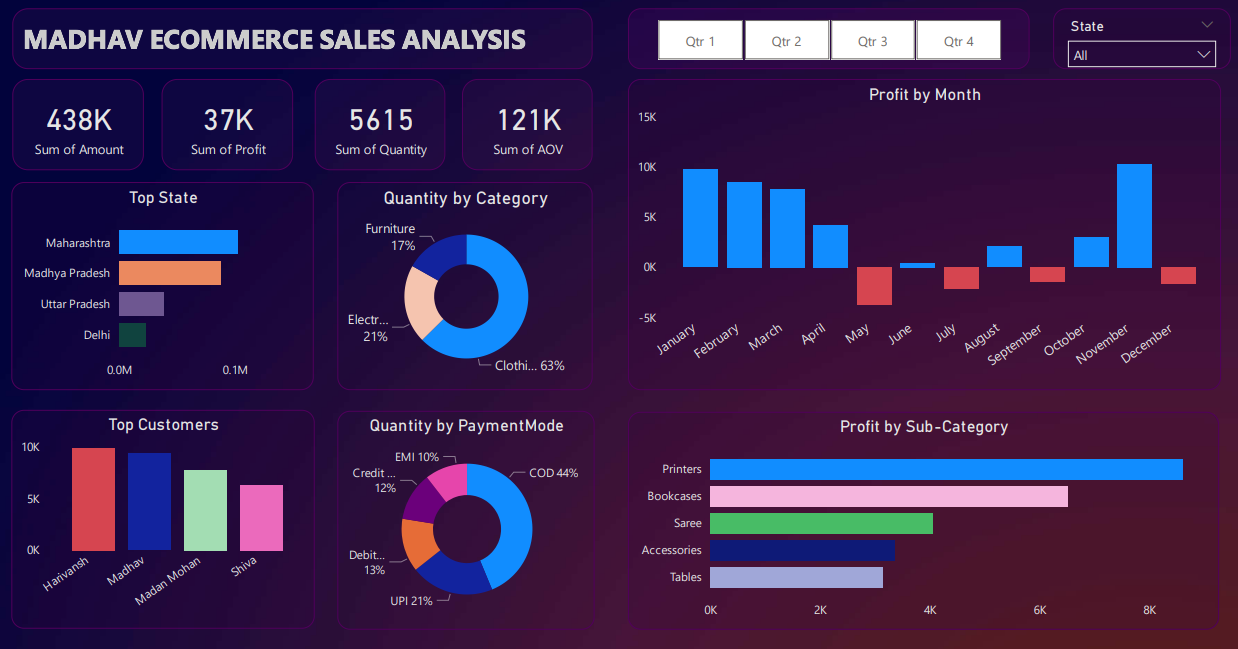 MADHAV ECOMMERCE SALES ANALYSIS
Qtr 1
Qtr 2
Qtr 3
Qtr 4
State
All
438K
Sum of Amount
37K
Sum of Profit
5615
Sum of Quantity
121K
Sum of AOV
Profit by Month
15K
10K
5K
0K
-5K
January
February
March
April
May
June
July
August
September
October
November
December
Top State
Maharashtra
Madhya Pradesh
Uttar Pradesh
Delhi
0.0M
0.1M
Quantity by Category
Furniture
17%
Electr...
21%
Clothi... 63%
Top Customers
10K
5K
0K
Harivansh
Madhav
Madan Mohan
Shiva
Quantity by PaymentMode
EMI 10%
Credit ...
12%
COD 44%
Debit...
13%
UPI 21%
Profit by Sub-Category
Printers
Bookcases
Saree
Accessories
Tables
0K
2K
4K
6K
8K